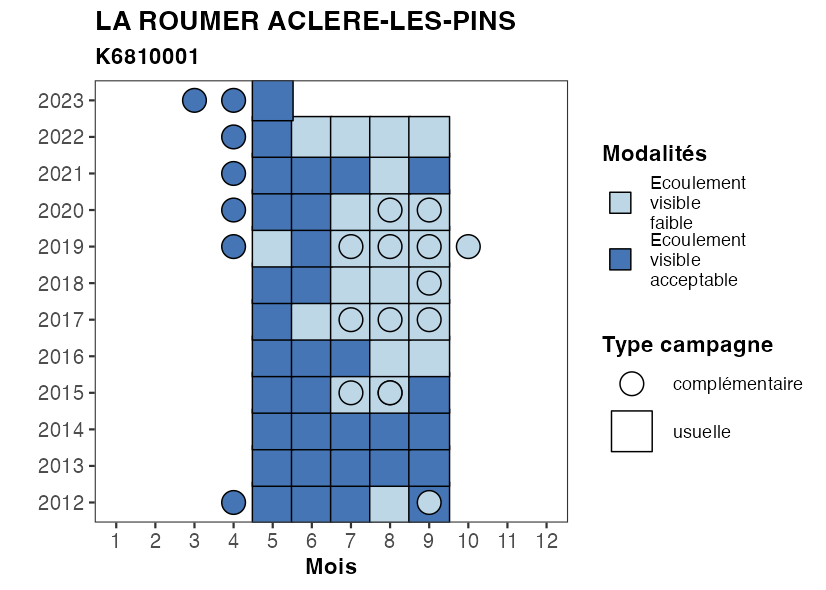 LA ROUMER ACLERE-LES-PINS
K6810001
2023
2022
2021
2020
2019
2018
2017
2016
2015
2014
2013
2012
1 2 3 4 5 6 7 8 9 10 11 12
Mois
Modalités
Ecoulement
visible
faible
Ecoulement
visible
acceptable
Type campagne
complémentaire
usuelle